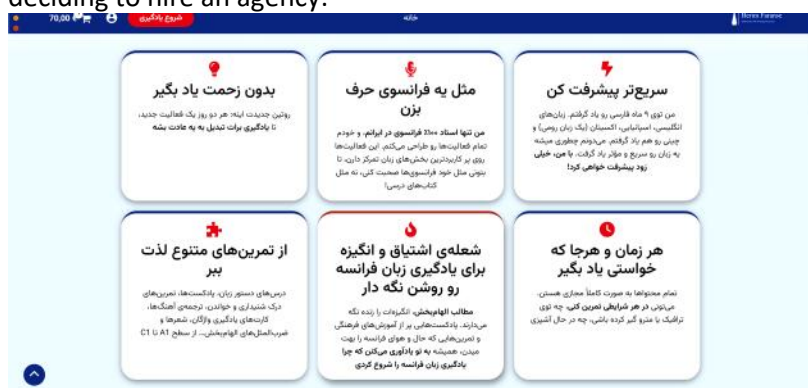 deciding to hire an agency:
70,00
شروع یادگیری
خانه
سریع‌تر پیشرفت کن
من توی ۹ ماه فارسی رو یاد گرفتم. زبان‌های
انگلیسی، اسپانیایی، اکسیتان (یک زبان رومی) و
چینی رو هم یاد گرفتم. می‌دونم چطوری میشه
یه زبان رو سریع و مؤثر یاد گرفت. با من، خیلی
زود پیشرفت خواهی کرد!
مثل یه فرانسوی حرف
بزن
من تنها استاد ۱۰۰٪ فرانسوی در ایرانم، و خودم
تمام فعالیت‌ها رو طراحی می‌کنم. این فعالیت‌ها
روی پر کاربردترین بخش‌های زبان تمرکز دارن، تا
بتونی مثل خود فرانسوی‌ها صحبت کنی، نه مثل
کتاب‌های درسی!
بدون زحمت یاد بگیر
روتین جدیدت اینه: هر دو روز یک فعالیت جدید،
تا یادگیری برات تبدیل به یه عادت بشه
هر زمان و هرجا که
خواستی یاد بگیر
تمام محتواها به صورت کاملاً مجازی هستن.
می‌تونی در هر شرایطی تمرین کنی، چه توی
ترافیک یا مترو گیر کرده باشی، چه در حال آشپزی
شعله‌ی اشتیاق و انگیزه
برای یادگیری زبان فرانسه
رو روشن نگه دار
مطالب الهام‌بخش، انگیزه‌ات را زنده نگه
می‌دارند. پادکست‌هایی پر از آموزش‌های فرهنگی
و تمرین‌هایی که حال و هوای فرانسه را بهت
میدن، همیشه به تو یادآوری می‌کنن که چرا
یادگیری زبان فرانسه را شروع کردی
از تمرین‌های متنوع لذت
ببر
درس‌های دستور زبان، پادکست‌ها، تمرین‌های
درک شنیداری و خواندن، ترجمه‌ی آهنگ‌ها،
کارت‌های یادگیری واژگان، شعرها و
ضرب‌المثل‌های الهام‌بخش... از سطح A1 تا C1